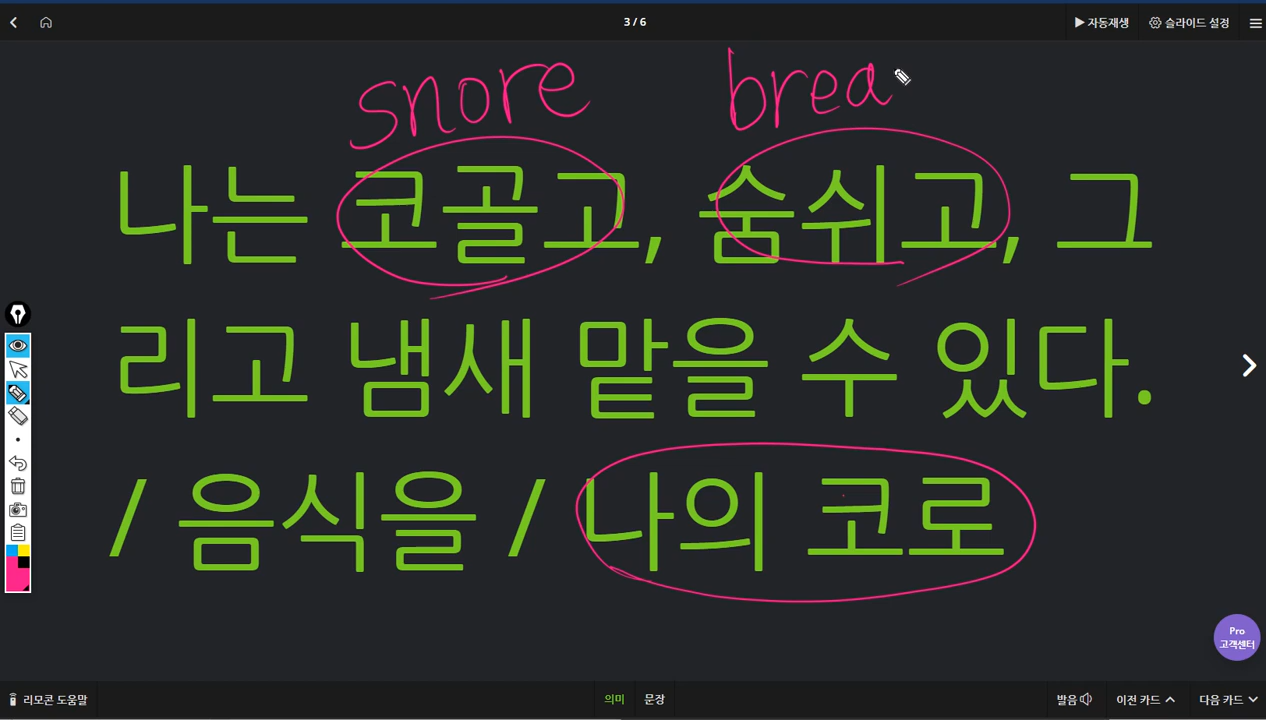 3 / 6
▶ 자동재생
슬라이드 설정
snore brea
나는 코골고, 숨쉬고, 그
리고 냄새 맡을 수 있다.
/ 음식을 / 나의 코로
Pro
고객센터
리모콘 도움말
의미
문장
발음
이전 카드
다음 카드